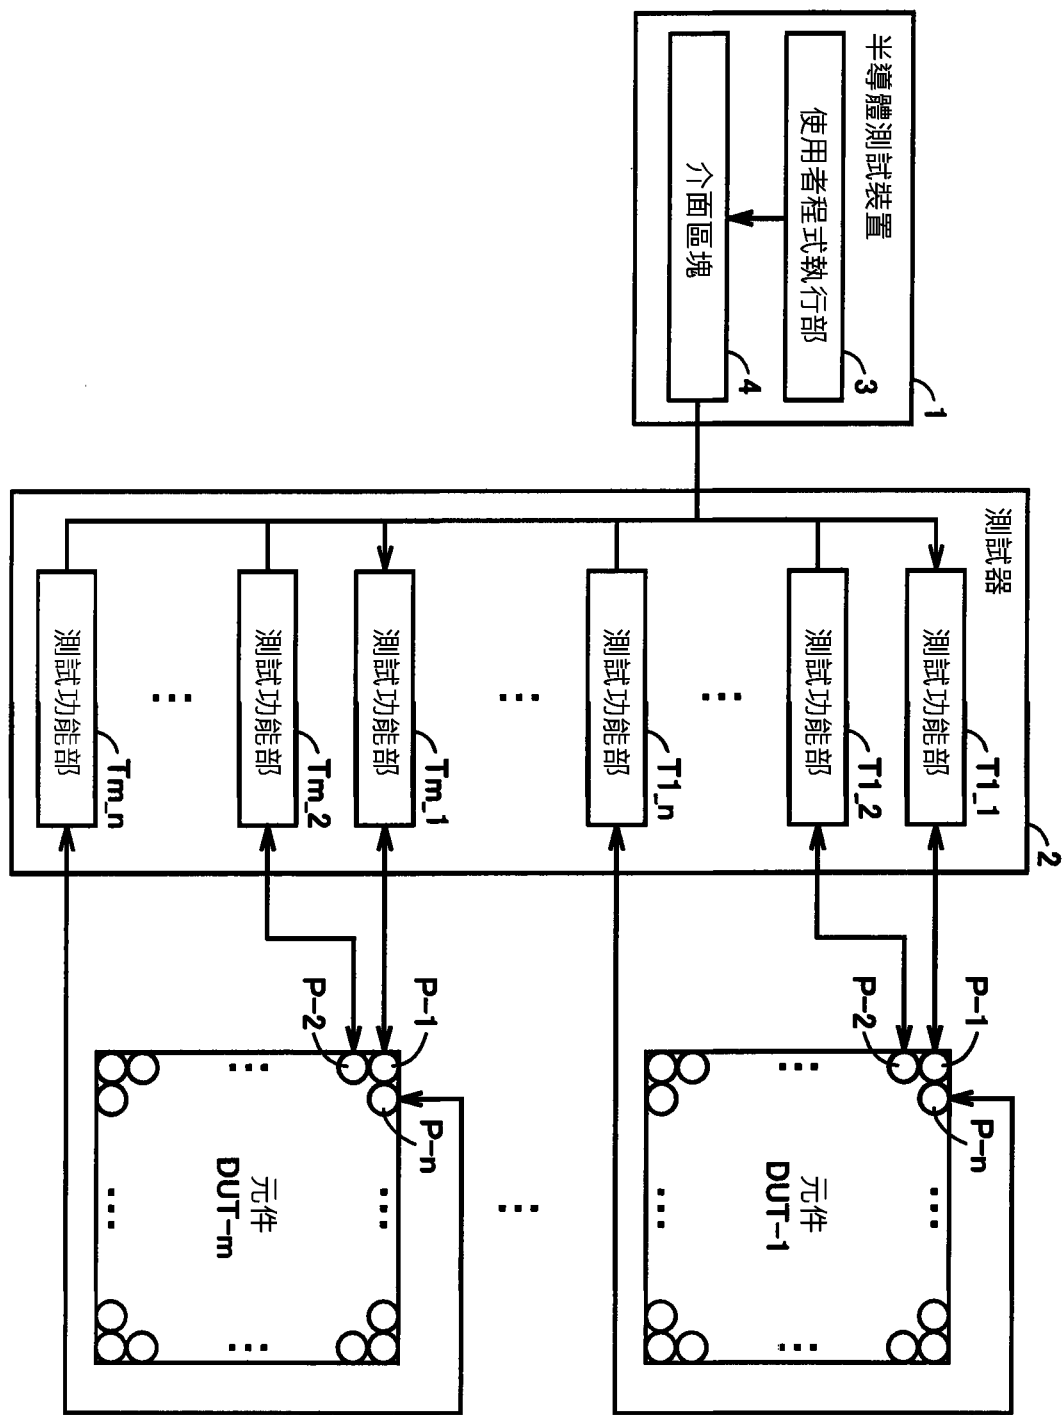 半導體測試裝置
1
使用者程式執行部
3
介面區塊
4
測試器
2
測試功能部
T1_1
測試功能部
T1_2
...
測試功能部
T1_n
...
測試功能部
Tm_1
測試功能部
Tm_2
...
測試功能部
Tm_n
P-1
P-2
P-n
...
...
元件
DUT-1
...
...
...
P-1
P-2
P-n
...
...
元件
DUT-m
...
...